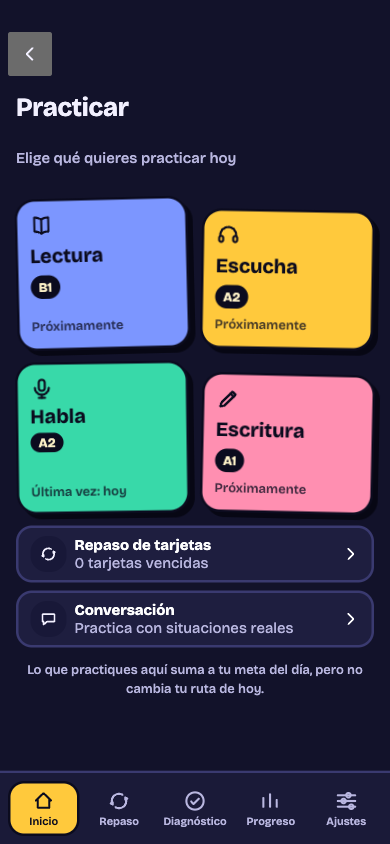 Practicar
Elige qué quieres practicar hoy
Lectura
B1
Próximamente
Escucha
A2
Próximamente
Habla
A2
Última vez: hoy
Escritura
A1
Próximamente
Repaso de tarjetas
0 tarjetas vencidas
Conversación
Practica con situaciones reales
Lo que practiques aquí suma a tu meta del día, pero no
cambia tu ruta de hoy.
Inicio
Repaso
Diagnóstico
Progreso
Ajustes